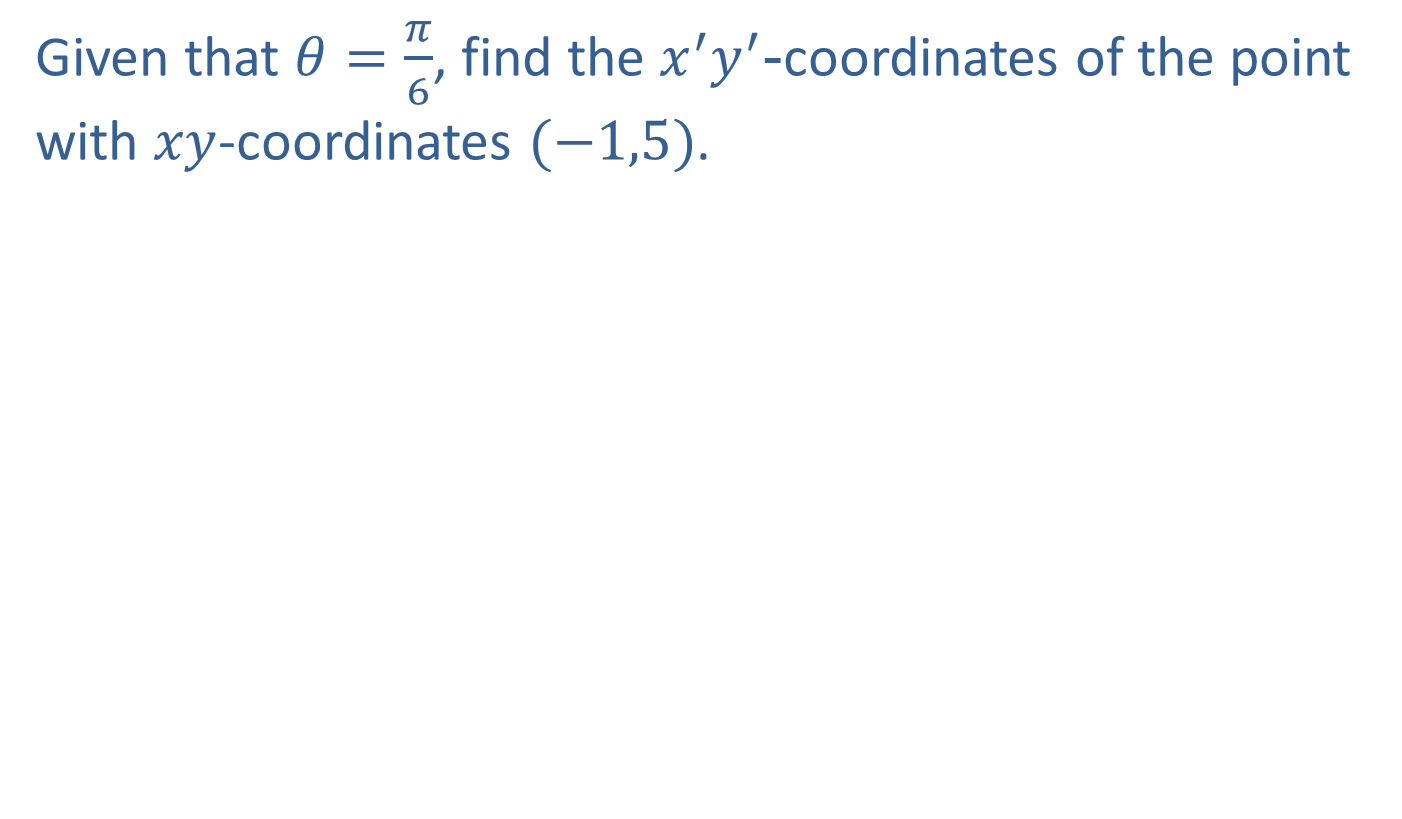 Given that θ = π/6, find the x′y′-coordinates of the point
with xy-coordinates (−1,5).